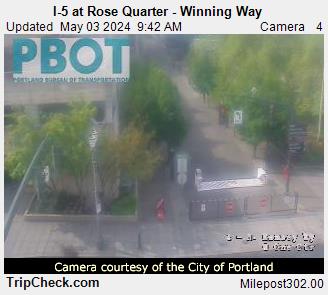 I-5 at Rose Quarter - Winning Way
Updated May 03 2024 9:42 AM Camera 4
PBOT
PORTLAND BUREAU OF TRANSPORTATION
Camera courtesy of the City of Portland
TripCheck.com Milepost302.00